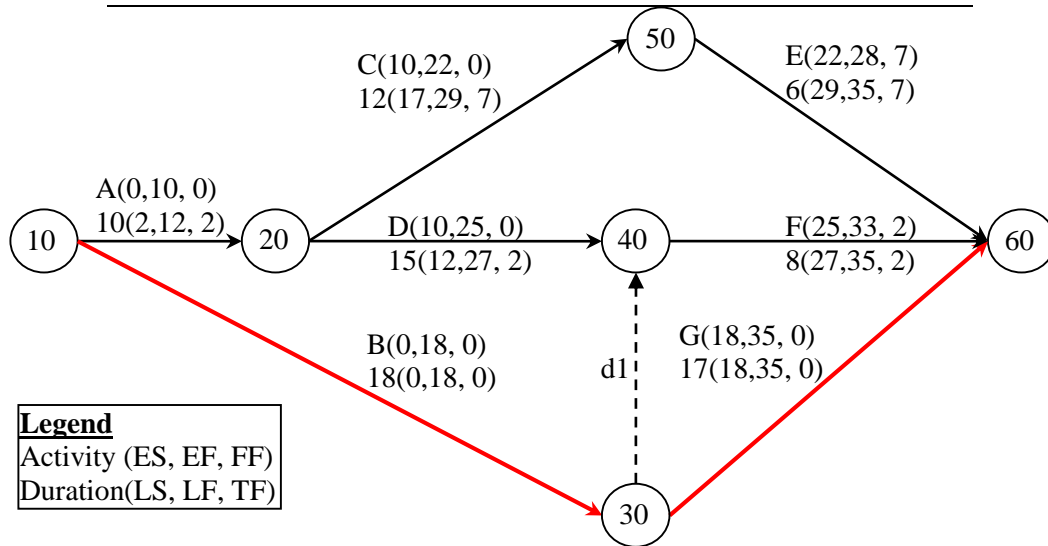 50
C(10,22, 0)
12(17,29, 7)
E(22,28, 7)
6(29,35, 7)
A(0,10, 0)
10(2,12, 2)
10
20
D(10,25, 0)
15(12,27, 2)
40
F(25,33, 2)
8(27,35, 2)
60
B(0,18, 0)
18(0,18, 0)
d1
G(18,35, 0)
17(18,35, 0)
30
Legend
Activity (ES, EF, FF)
Duration(LS, LF, TF)